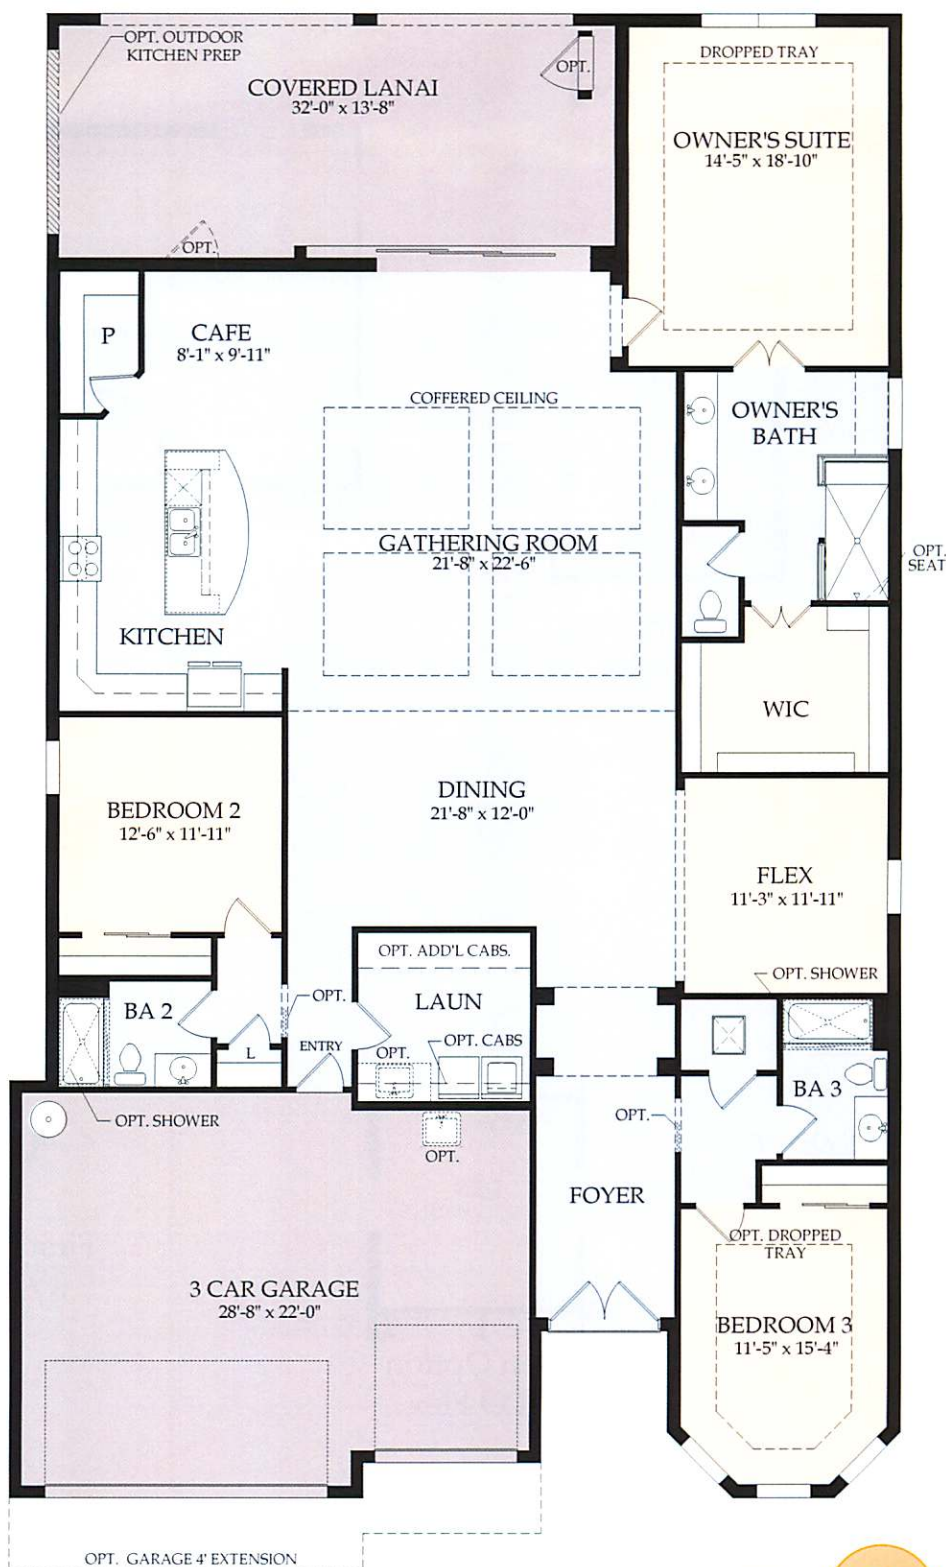 OPT. OUTDOOR
KITCHEN PREP
COVERED LANAI
32'-0" x 13'-8"
OPT.
OPT.
DROPPED TRAY
OWNER'S SUITE
14'-5" x 18'-10"
P
CAFE
8'-1" x 9'-11"
COFFERED CEILING
OWNER'S
BATH
GATHERING ROOM
21'-8" x 22'-6"
OPT.
SEAT
KITCHEN
WIC
BEDROOM 2
12'-6" x 11'-11"
DINING
21'-8" x 12'-0"
FLEX
11'-3" x 11'-11"
OPT. ADD'L CABS.
OPT. SHOWER
BA 2
OPT.
LAUN
L
ENTRY
OPT.
OPT. CABS
BA 3
OPT. SHOWER
OPT.
OPT.
FOYER
OPT. DROPPED
TRAY
3 CAR GARAGE
28'-8" x 22'-0"
BEDROOM 3
11'-5" x 15'-4"
OPT. GARAGE 4' EXTENSION